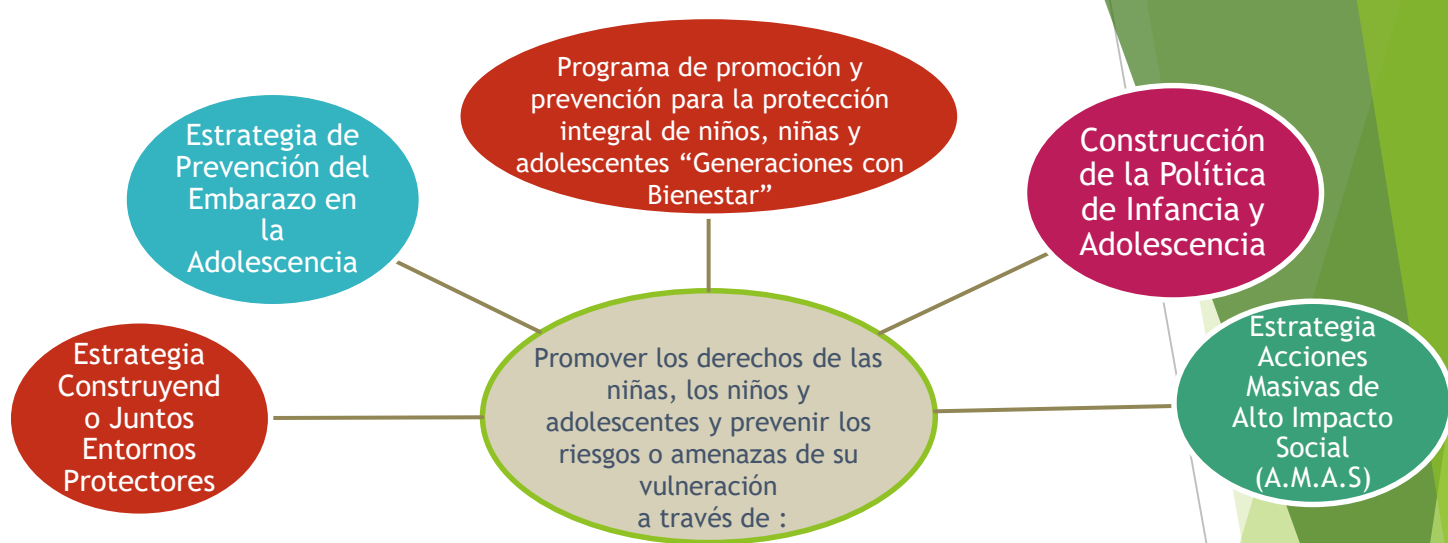 Programa de promoción y
prevención para la protección
integral de niños, niñas y
adolescentes “Generaciones con
Bienestar”
Estrategia de
Prevención del
Embarazo en
la
Adolescencia
Construcción
de la Política
de Infancia y
Adolescencia
Estrategia
Construyend
o Juntos
Entornos
Protectores
Promover los derechos de las
niñas, los niños y
adolescentes y prevenir los
riesgos o amenazas de su
vulneración
a través de :
Estrategia
Acciones
Masivas de
Alto Impacto
Social
(A.M.A.S)